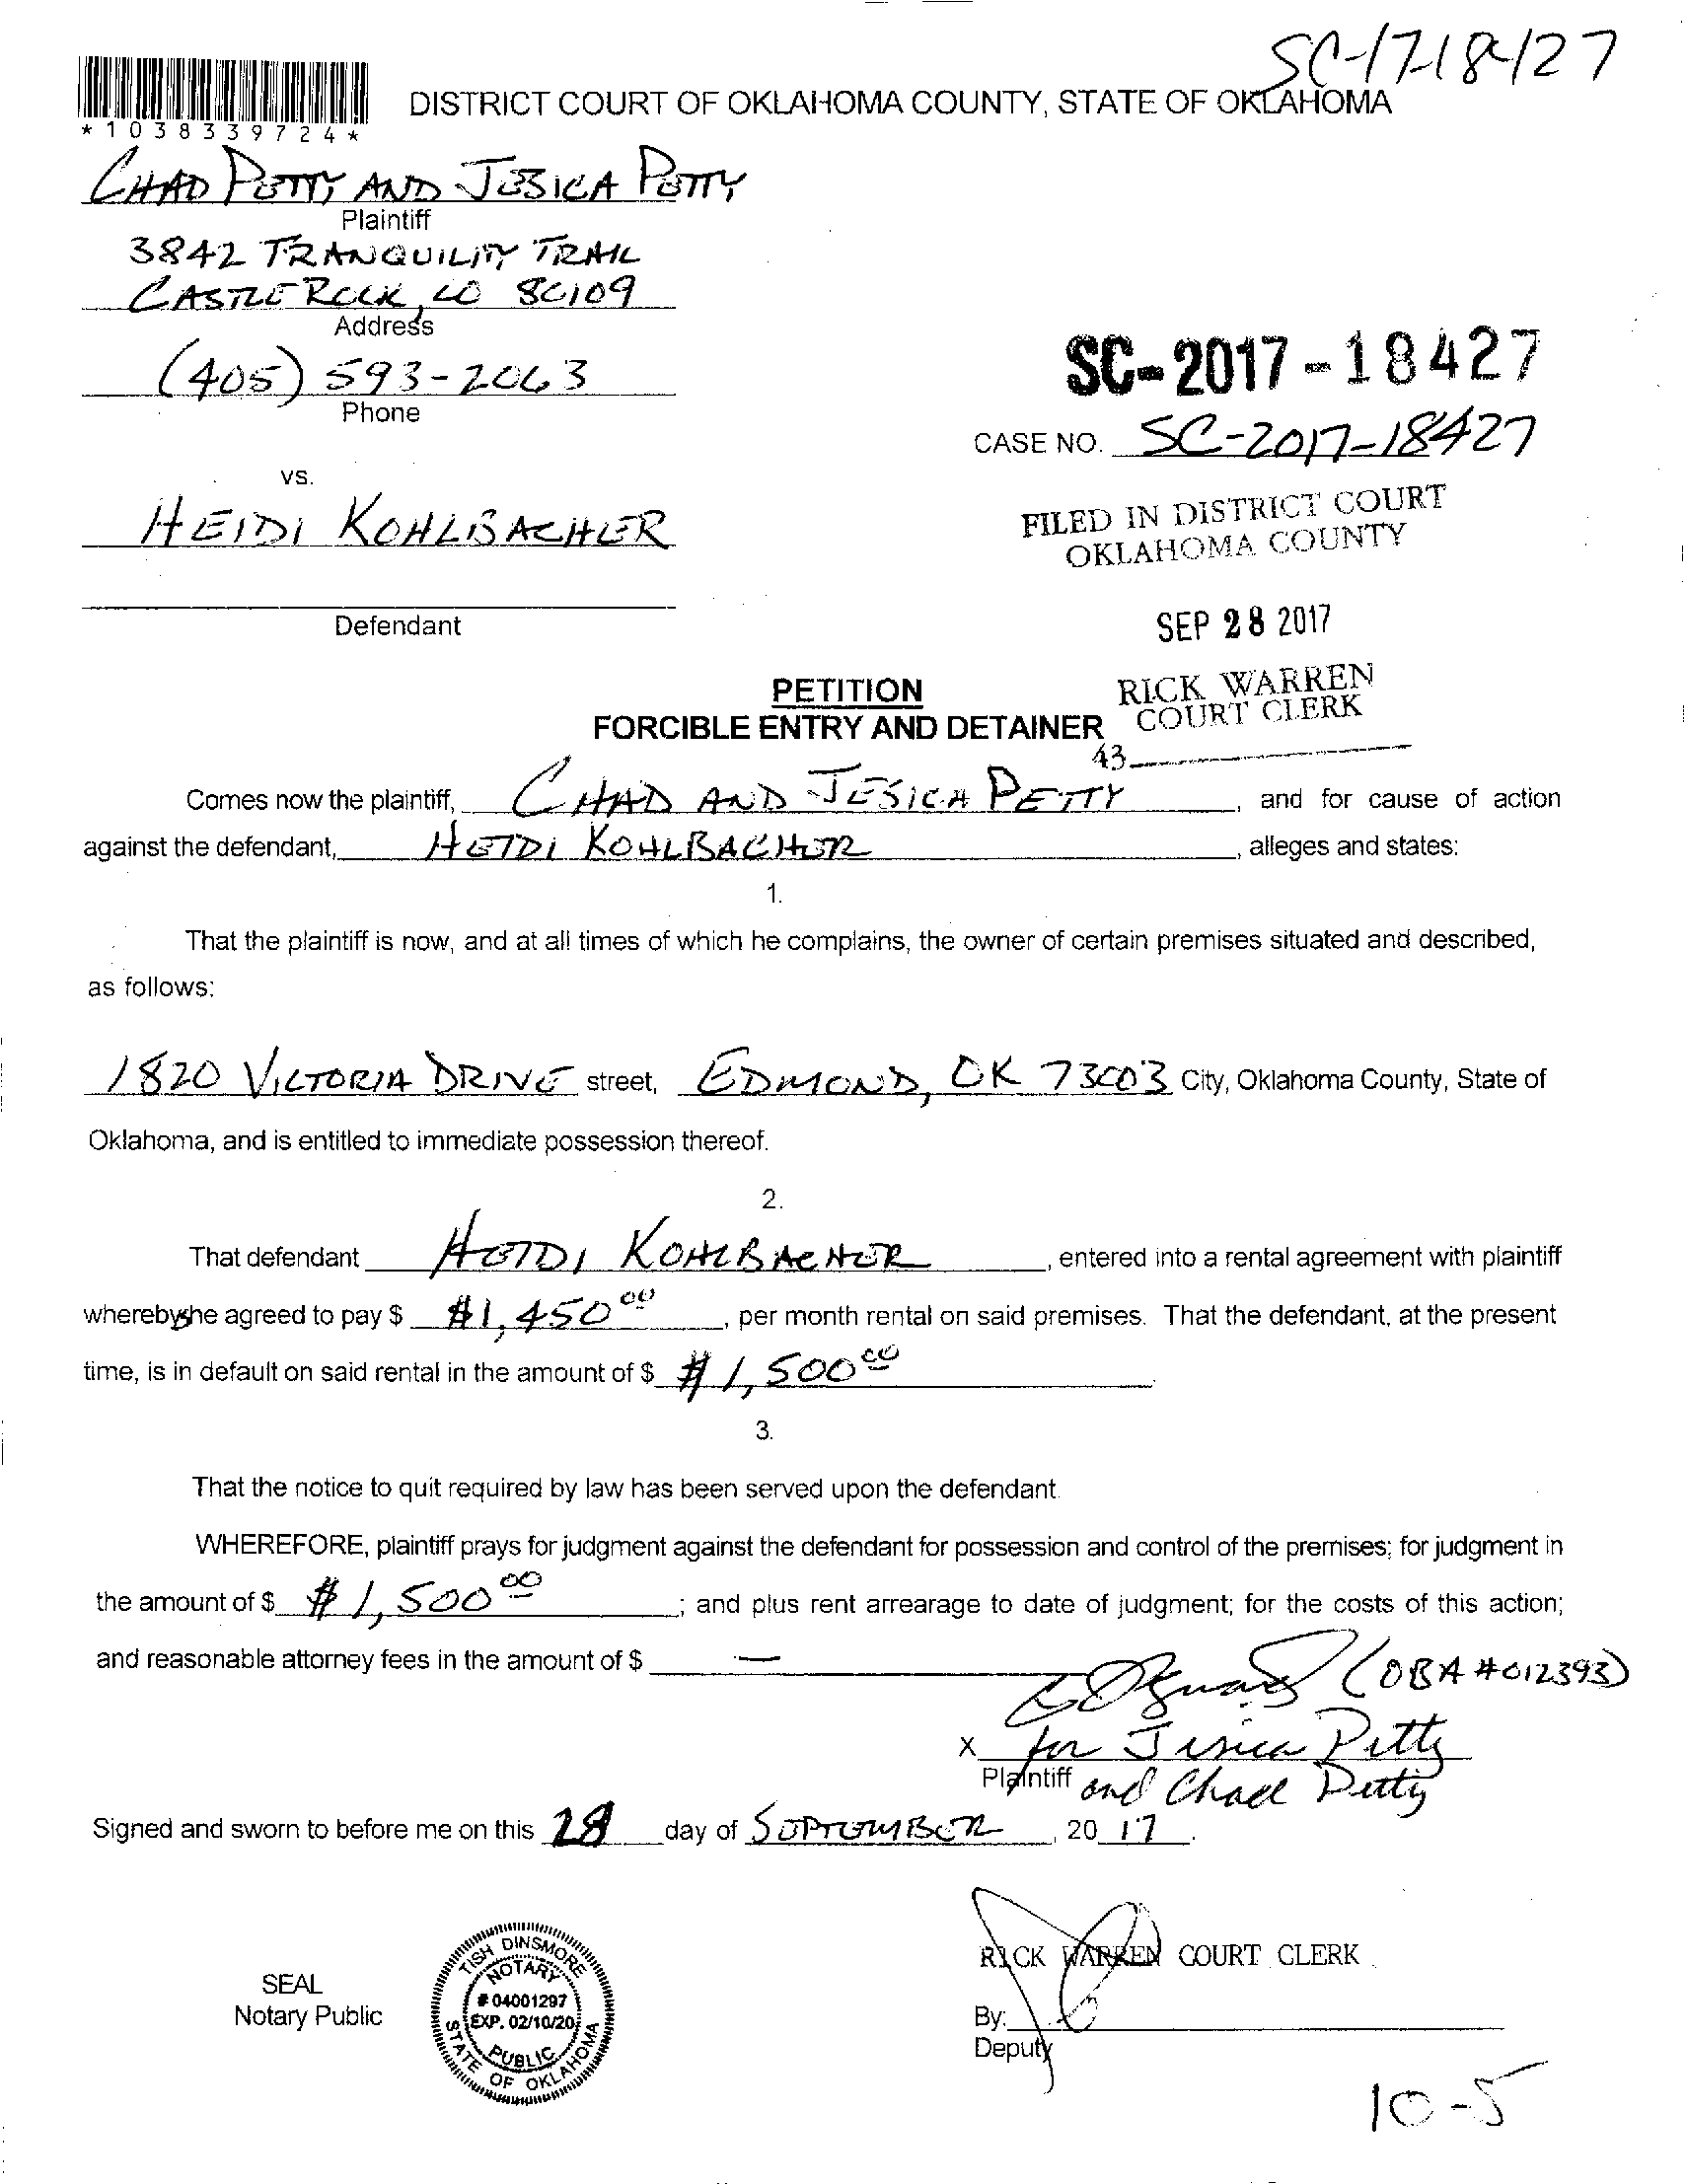 SC-17-18427
DISTRICT COURT OF OKLAHOMA COUNTY, STATE OF OKLAHOMA
*1038339724*
CHAD PETTY AND JESICA PETTY
Plaintiff
3842 TRANQUILITY TRAIL
CASTLE ROCK, CO 80109
Address
(405) 593-2063
Phone
SC-2017-18427
CASE NO. SC-2017-18427
vs.
HEIDI KOHLBACHER
FILED IN DISTRICT COURT
OKLAHOMA COUNTY
Defendant
SEP 28 2017
PETITION
RICK WARREN
COURT CLERK
FORCIBLE ENTRY AND DETAINER
43
Comes now the plaintiff, CHAD AND JESICA PETTY, and for cause of action
against the defendant, HEIDI KOHLBACHER, alleges and states:
1.
That the plaintiff is now, and at all times of which he complains, the owner of certain premises situated and described,
as follows:
1820 VICTORIA DRIVE street, EDMOND, OK 73003 City, Oklahoma County, State of
Oklahoma, and is entitled to immediate possession thereof.
2.
That defendant HEIDI KOHLBACHER, entered into a rental agreement with plaintiff
whereby she agreed to pay $ $1,450 00, per month rental on said premises. That the defendant, at the present
time, is in default on said rental in the amount of $ $1,500 00
3.
That the notice to quit required by law has been served upon the defendant.
WHEREFORE, plaintiff prays for judgment against the defendant for possession and control of the premises; for judgment in
the amount of $ $1,500 00; and plus rent arrearage to date of judgment; for the costs of this action;
and reasonable attorney fees in the amount of $ —
(OBA #012393)
X for Jesica Petty
Plaintiff and Chad Petty
Signed and sworn to before me on this 28 day of SEPTEMBER, 20 17.
SEAL
Notary Public
TISH DINSMORE
NOTARY
# 04001297
EXP. 02/10/20
PUBLIC
STATE OF OKLAHOMA
RICK WARREN COURT CLERK
By:
Deputy
10-5